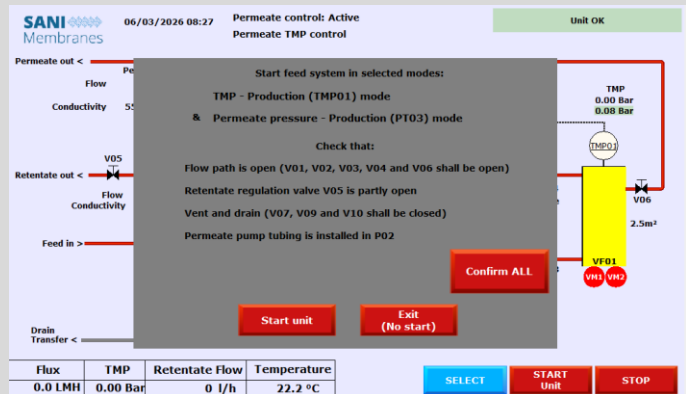 SANI
Membranes
06/03/2026 08:27
Permeate control: Active
Permeate TMP control
Unit OK
Permeate out <
Pe
Flow
Conductivity 55
Start feed system in selected modes:
TMP - Production (TMP01) mode
& Permeate pressure - Production (PT03) mode
Check that:
Flow path is open (V1, V02, V03, V04 and V06 shall be open)
Retentate regulation valve V05 is partly open
Vent and drain (V07, V09 and V10 shall be closed)
Permeate pump tubing is installed in P02
Confirm ALL
Start unit
Exit
(No start)
TMP
0.00 Bar
0.08 Bar
TMP01
V05
Retentate out <
Flow
Conductivity
V06
2.5m²
Feed in >
VF01
VM1 VM2
Drain
Transfer <
Flux TMP Retentate Flow Temperature
0.0 LMH 0.00 Bar 0 l/h 22.2 °C
SELECT
START
Unit
STOP